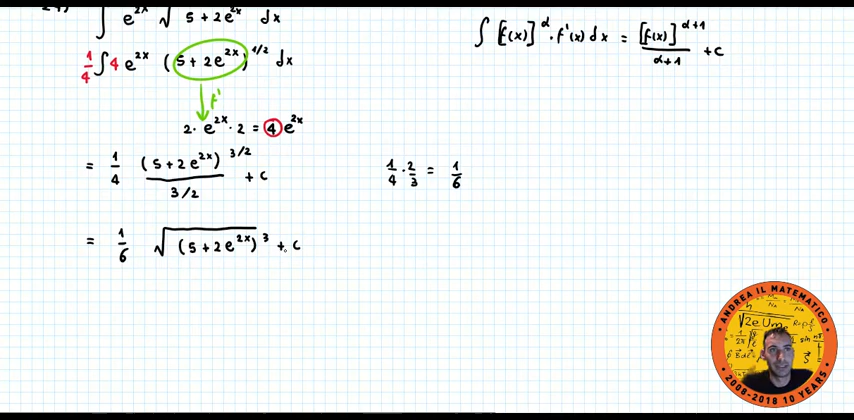 ∫ e^{2x} √(5 + 2e^{2x}) dx
∫ [f(x)]^α · f'(x) dx = [f(x)]^{α+1} / (α+1) + c
1/4 ∫ 4 e^{2x} (5 + 2e^{2x})^{1/2} dx
f'
2 · e^{2x} · 2 = 4 e^{2x}
= 1/4 (5 + 2e^{2x})^{3/2} / (3/2) + c
1/4 · 2/3 = 1/6
= 1/6 √(5 + 2e^{2x})^3 + c
ANDREA IL MATEMATICO
2008-2018 10 YEARS